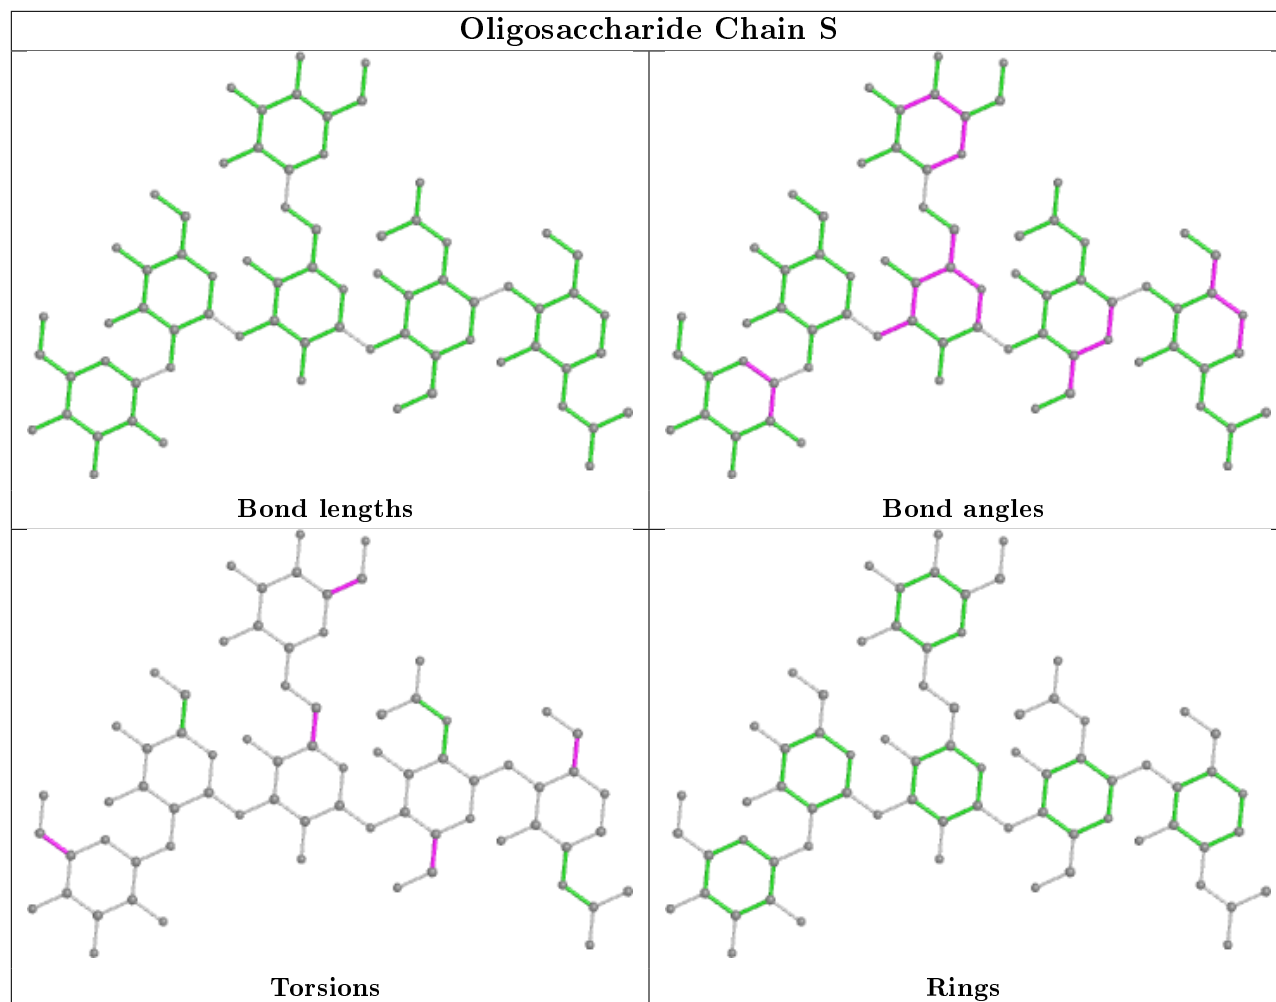 Oligosaccharide Chain S
Bond lengths
Bond angles
Torsions
Rings